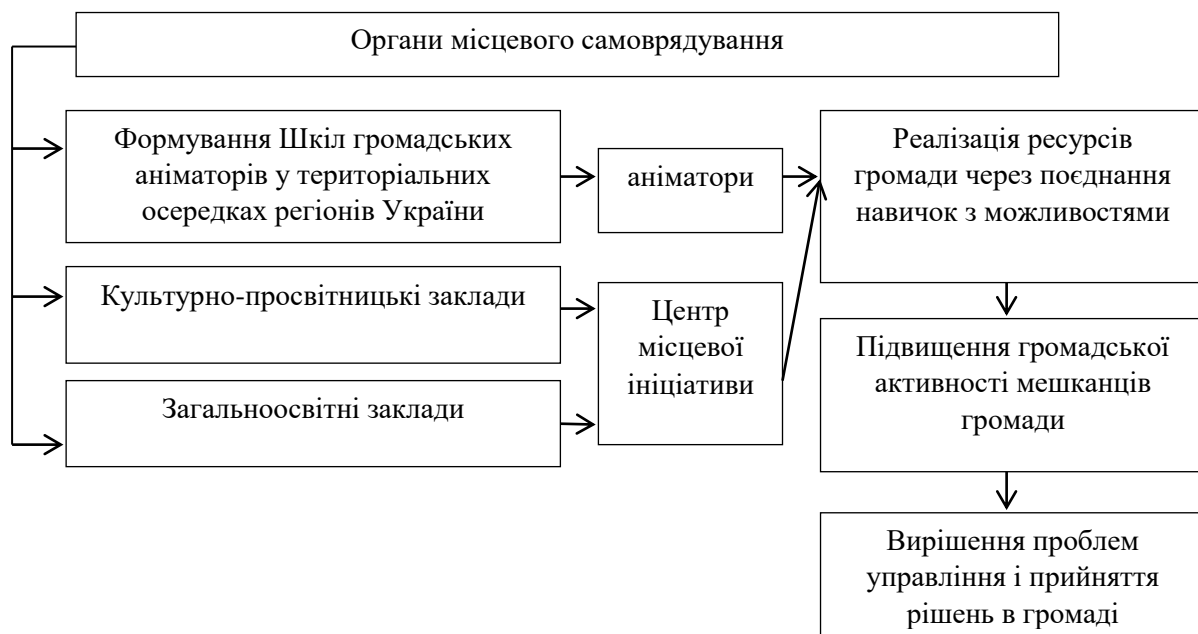 Органи місцевого самоврядування
Формування Шкіл громадських
аніматорів у територіальних
осередках регіонів України
аніматори
Реалізація ресурсів
громади через поєднання
навичок з можливостями
Культурно-просвітницькі заклади
Центр
місцевої
ініціативи
Загальноосвітні заклади
Підвищення громадської
активності мешканців
громади
Вирішення проблем
управління і прийняття
рішень в громаді